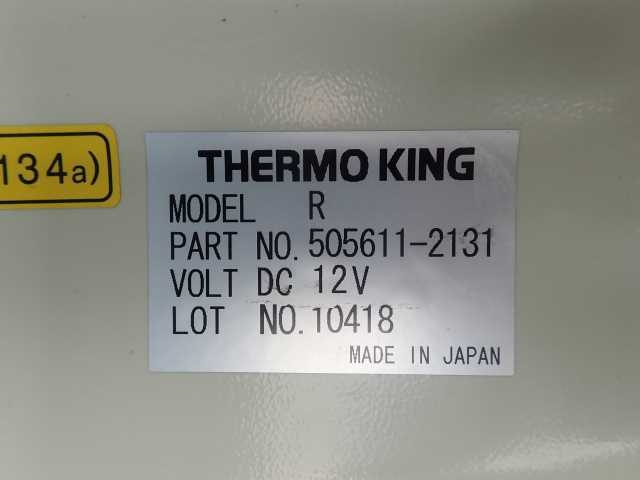 134a)
THERMO KING
MODEL R
PART NO. 505611-2131
VOLT DC 12V
LOT NO. 10418
MADE IN JAPAN